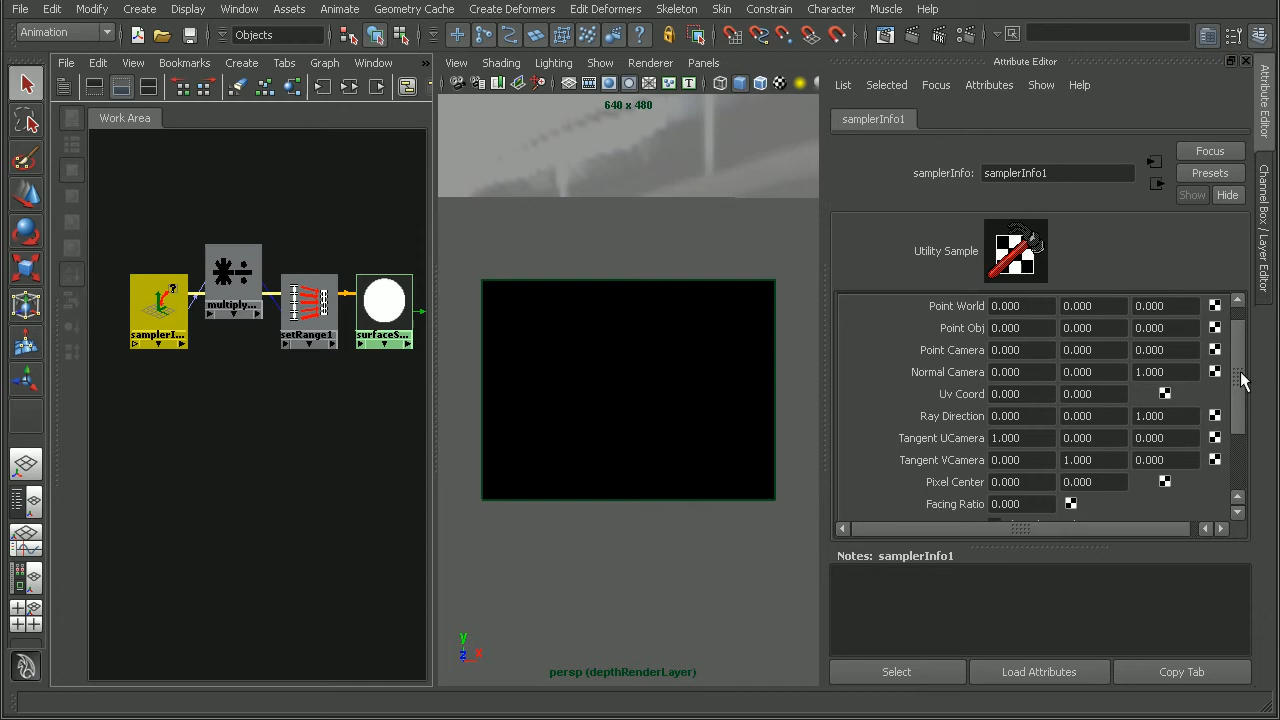 File Edit Modify Create Display Window Assets Animate Geometry Cache Create Deformers Edit Deformers Skeleton Skin Constraint Character Muscle Help
Animation Objects
File Edit View Bookmarks Create Tabs Graph Window »
View Shading Lighting Show Renderer Panels
Attribute Editor
List Selected Focus Attributes Show Help
640 x 480
Work Area
samplerInfo1
Focus
samplerInfo: samplerInfo1
Presets
Show Hide
Utility Sample
Point World 0.000 0.000 0.000
Point Obj 0.000 0.000 0.000
Point Camera 0.000 0.000 0.000
Normal Camera 0.000 0.000 1.000
Uv Coord 0.000 0.000
Ray Direction 0.000 0.000 1.000
Tangent UCamera 1.000 0.000 0.000
Tangent VCamera 0.000 1.000 0.000
Pixel Center 0.000 0.000
Facing Ratio 0.000
multiply...
samplerI...
setRange1
surfaceS...
Notes: samplerInfo1
Select Load Attributes Copy Tab
y
z x
persp (depthRenderLayer)
Attribute Editor
Channel Box / Layer Editor